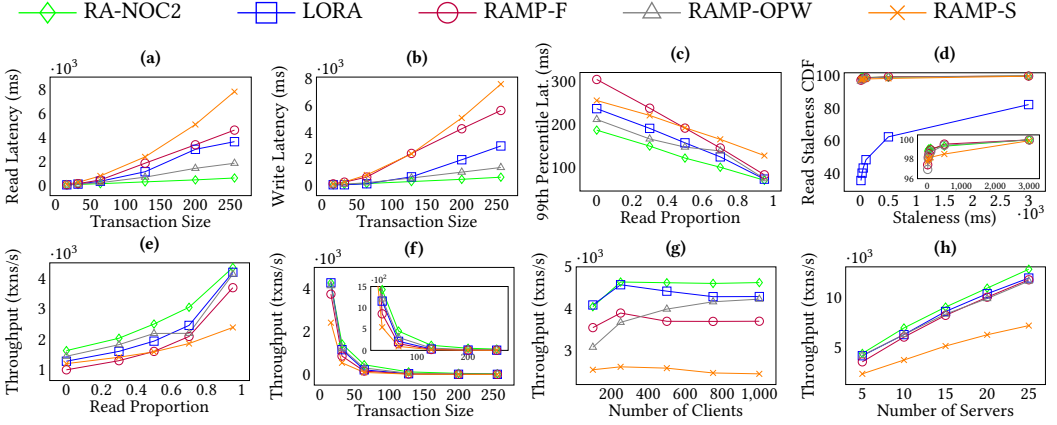 RA-NOC2 LORA RAMP-F RAMP-OPW RAMP-S
(a)
·10³
Read Latency (ms)
8
6
4
2
0
0 50 100 150 200 250
Transaction Size
(b)
·10³
Write Latency (ms)
8
6
4
2
0
0 50 100 150 200 250
Transaction Size
(c)
99th Percentile Lat. (ms)
300
200
100
0 0.2 0.4 0.6 0.8 1
Read Proportion
(d)
Read Staleness CDF
100
80
60
40
100
98
96
0 1,000 3,000
0 0.5 1 1.5 2 2.5 3
·10³
Staleness (ms)
(e)
·10³
Throughput (txns/s)
4
3
2
1
0 0.2 0.4 0.6 0.8 1
Read Proportion
(f)
·10³
Throughput (txns/s)
4
2
0
·10²
15
10
5
0
100 200
0 50 100 150 200 250
Transaction Size
(g)
·10³
Throughput (txns/s)
5
4
3
200 400 600 800 1,000
Number of Clients
(h)
·10³
Throughput (txns/s)
10
5
5 10 15 20 25
Number of Servers